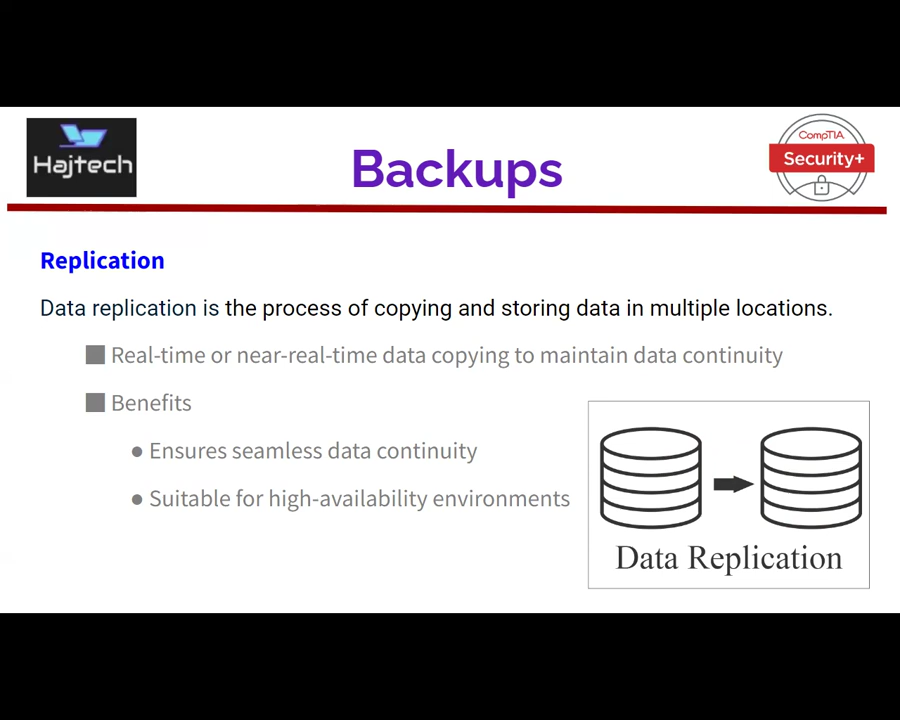 Hajtech
Backups
CompTIA
Security+
Replication
Data replication is the process of copying and storing data in multiple locations.
Real-time or near-real-time data copying to maintain data continuity
Benefits
Ensures seamless data continuity
Suitable for high-availability environments
Data Replication